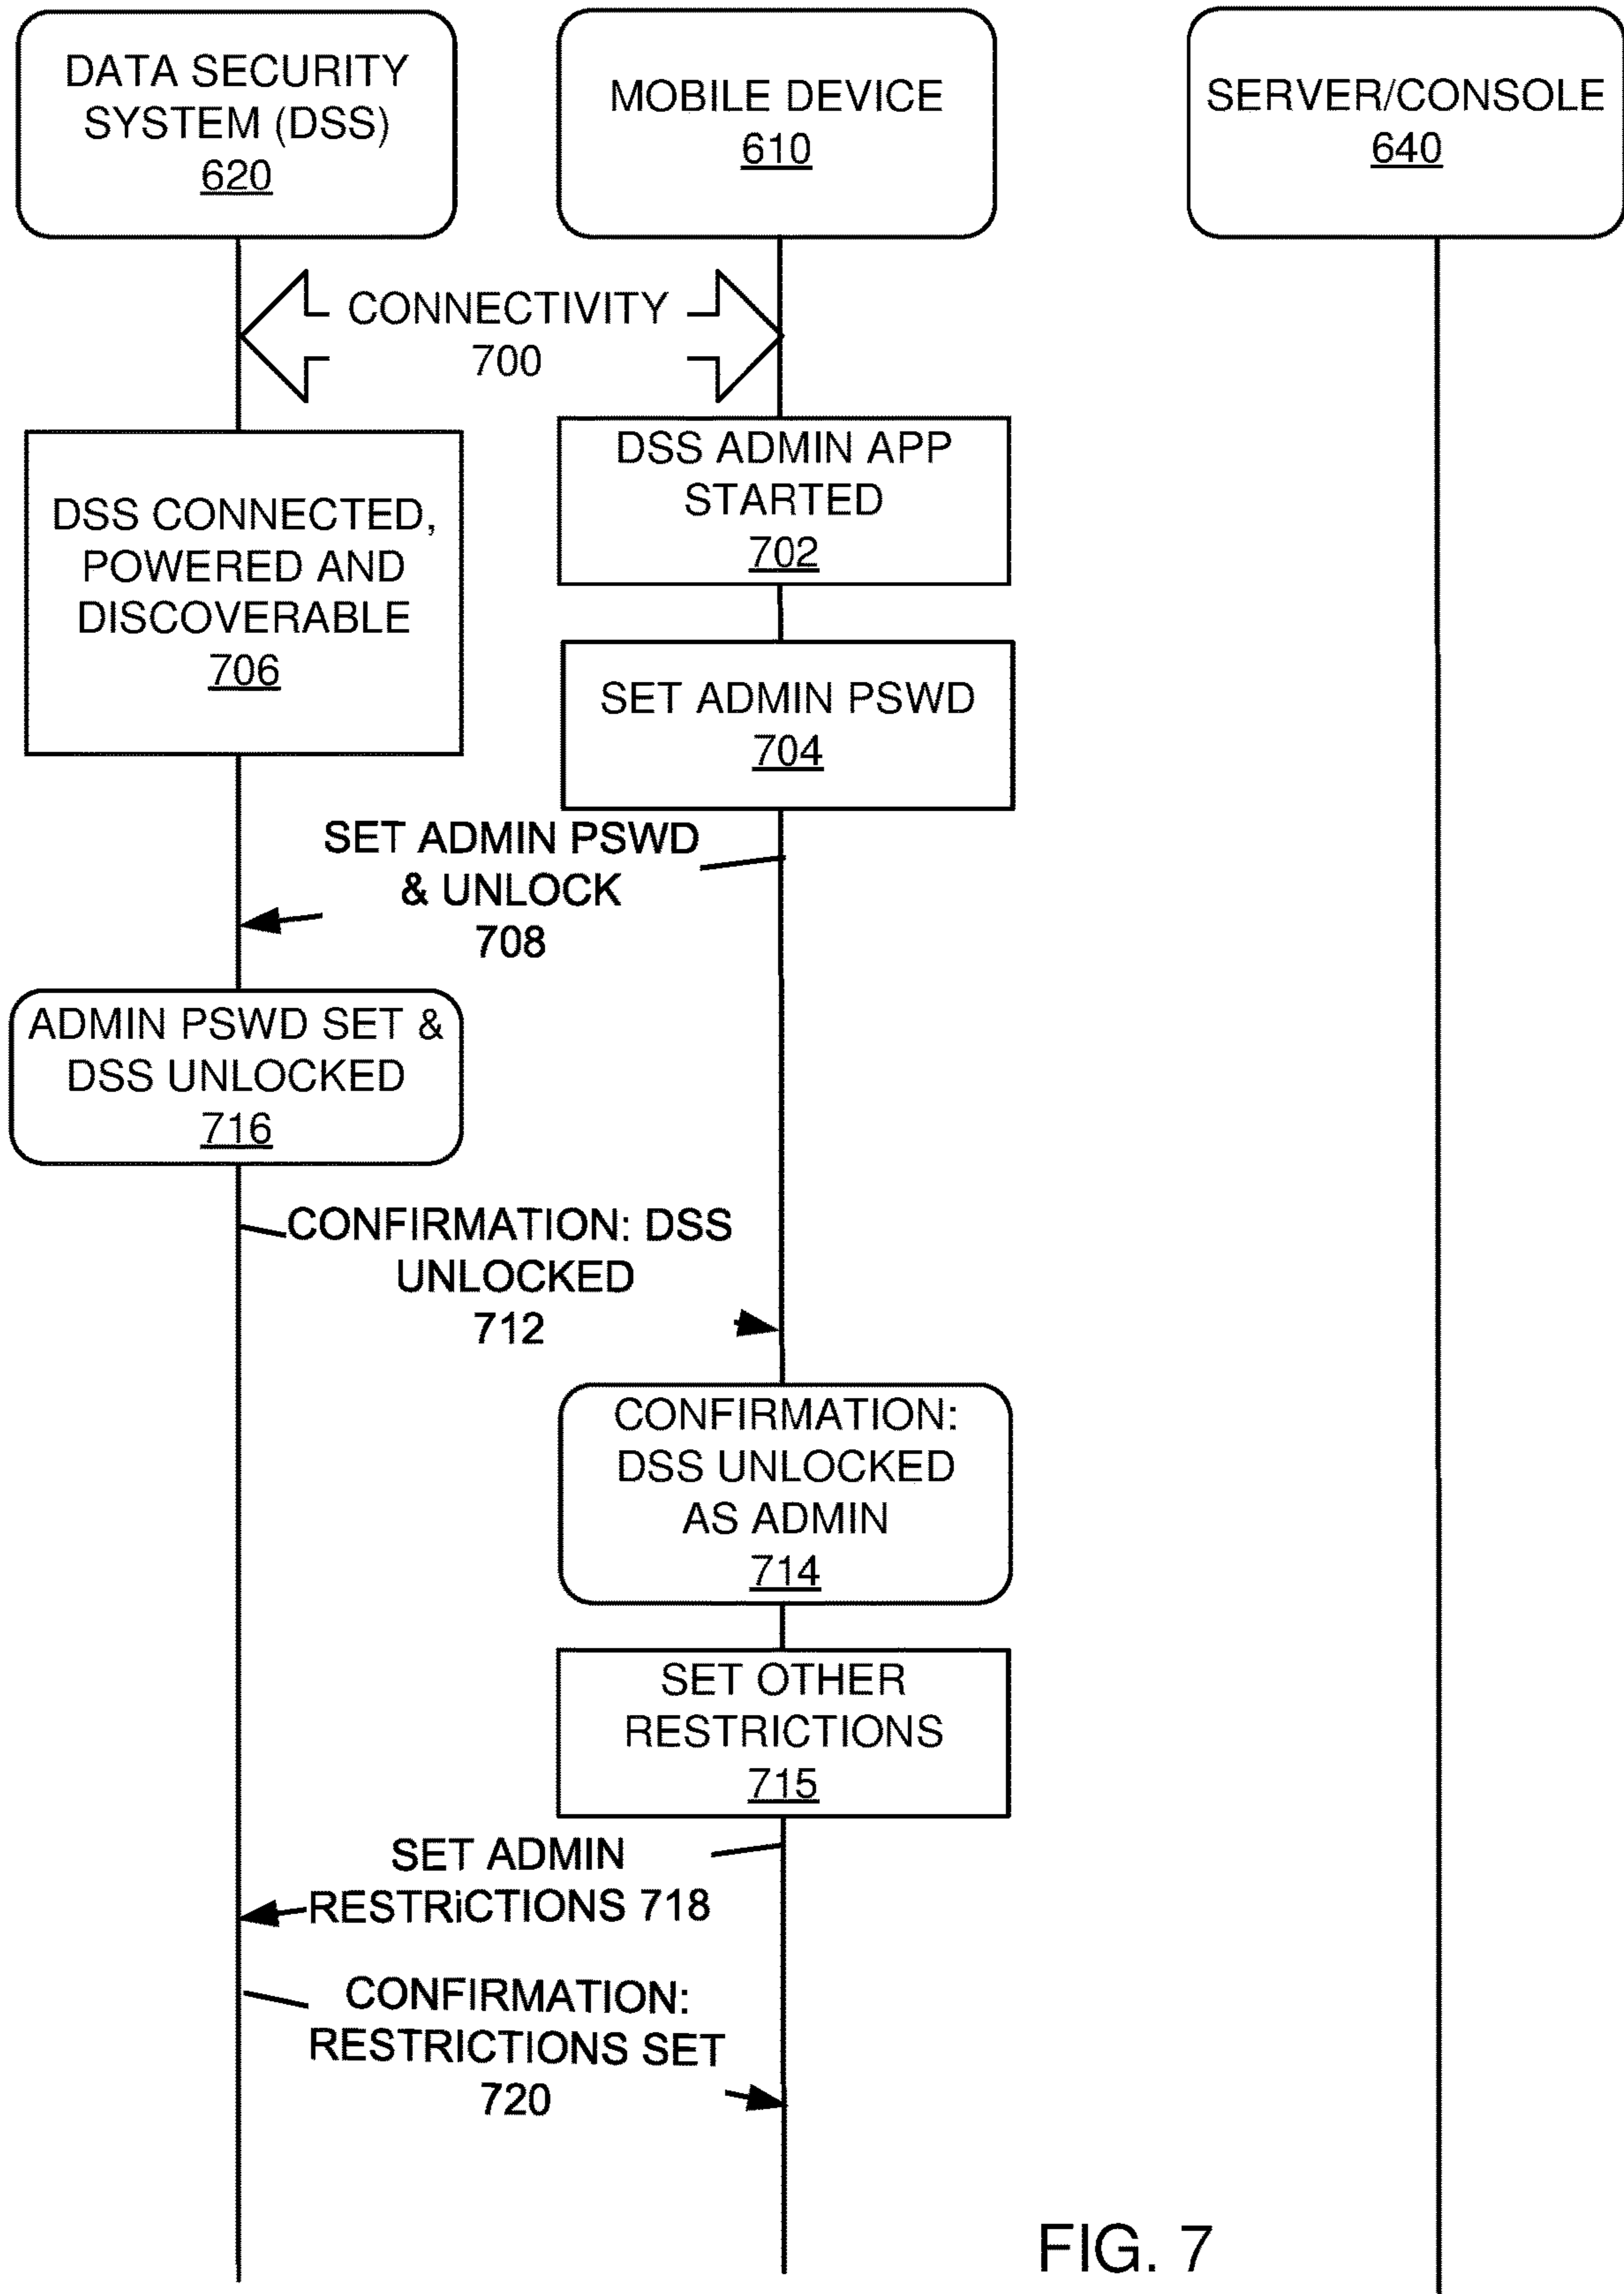 DATA SECURITY
SYSTEM (DSS)
620
MOBILE DEVICE
610
SERVER/CONSOLE
640
CONNECTIVITY
700
DSS CONNECTED,
POWERED AND
DISCOVERABLE
706
DSS ADMIN APP
STARTED
702
SET ADMIN PSWD
704
SET ADMIN PSWD
& UNLOCK
708
ADMIN PSWD SET &
DSS UNLOCKED
716
CONFIRMATION: DSS
UNLOCKED
712
CONFIRMATION:
DSS UNLOCKED
AS ADMIN
714
SET OTHER
RESTRICTIONS
715
SET ADMIN
RESTRiCTIONS 718
CONFIRMATION:
RESTRICTIONS SET
720
FIG. 7